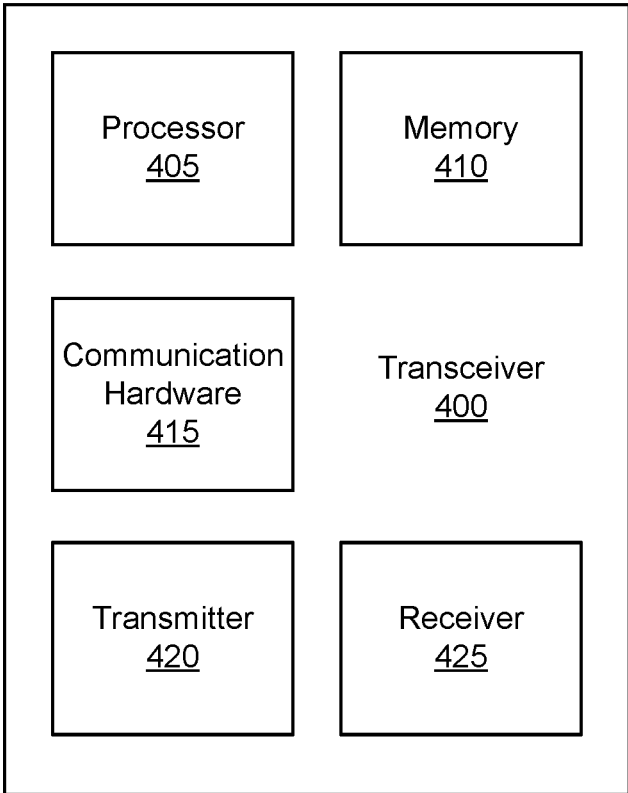 Processor
405
Memory
410
Communication
Hardware
415
Transceiver
400
Transmitter
420
Receiver
425